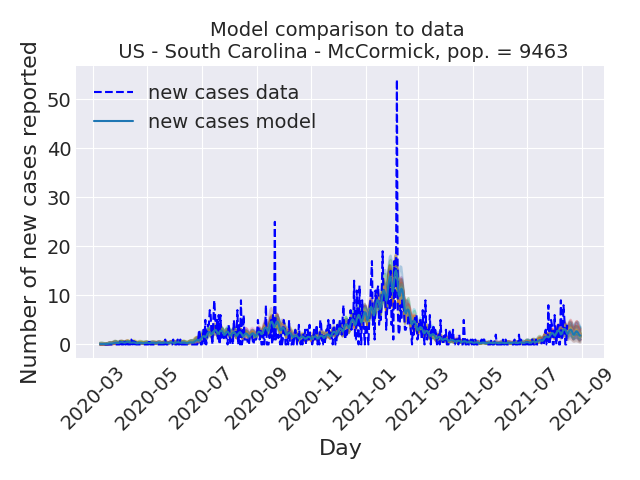 Model comparison to data
US - South Carolina - McCormick, pop. = 9463
Number of new cases reported
50
40
30
20
10
0
new cases data
new cases model
2020-03
2020-05
2020-07
2020-09
2020-11
2021-01
2021-03
2021-05
2021-07
2021-09
Day